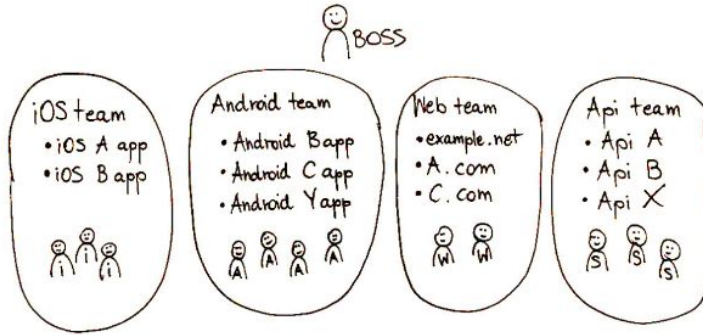 BOSS
iOS team
• iOS A app
• iOS B app
i i i
Android team
• Android B app
• Android C app
• Android Y app
A A A A
Web team
• example.net
• A.com
• C.com
W W
Api team
• Api A
• Api B
• Api X
S S S